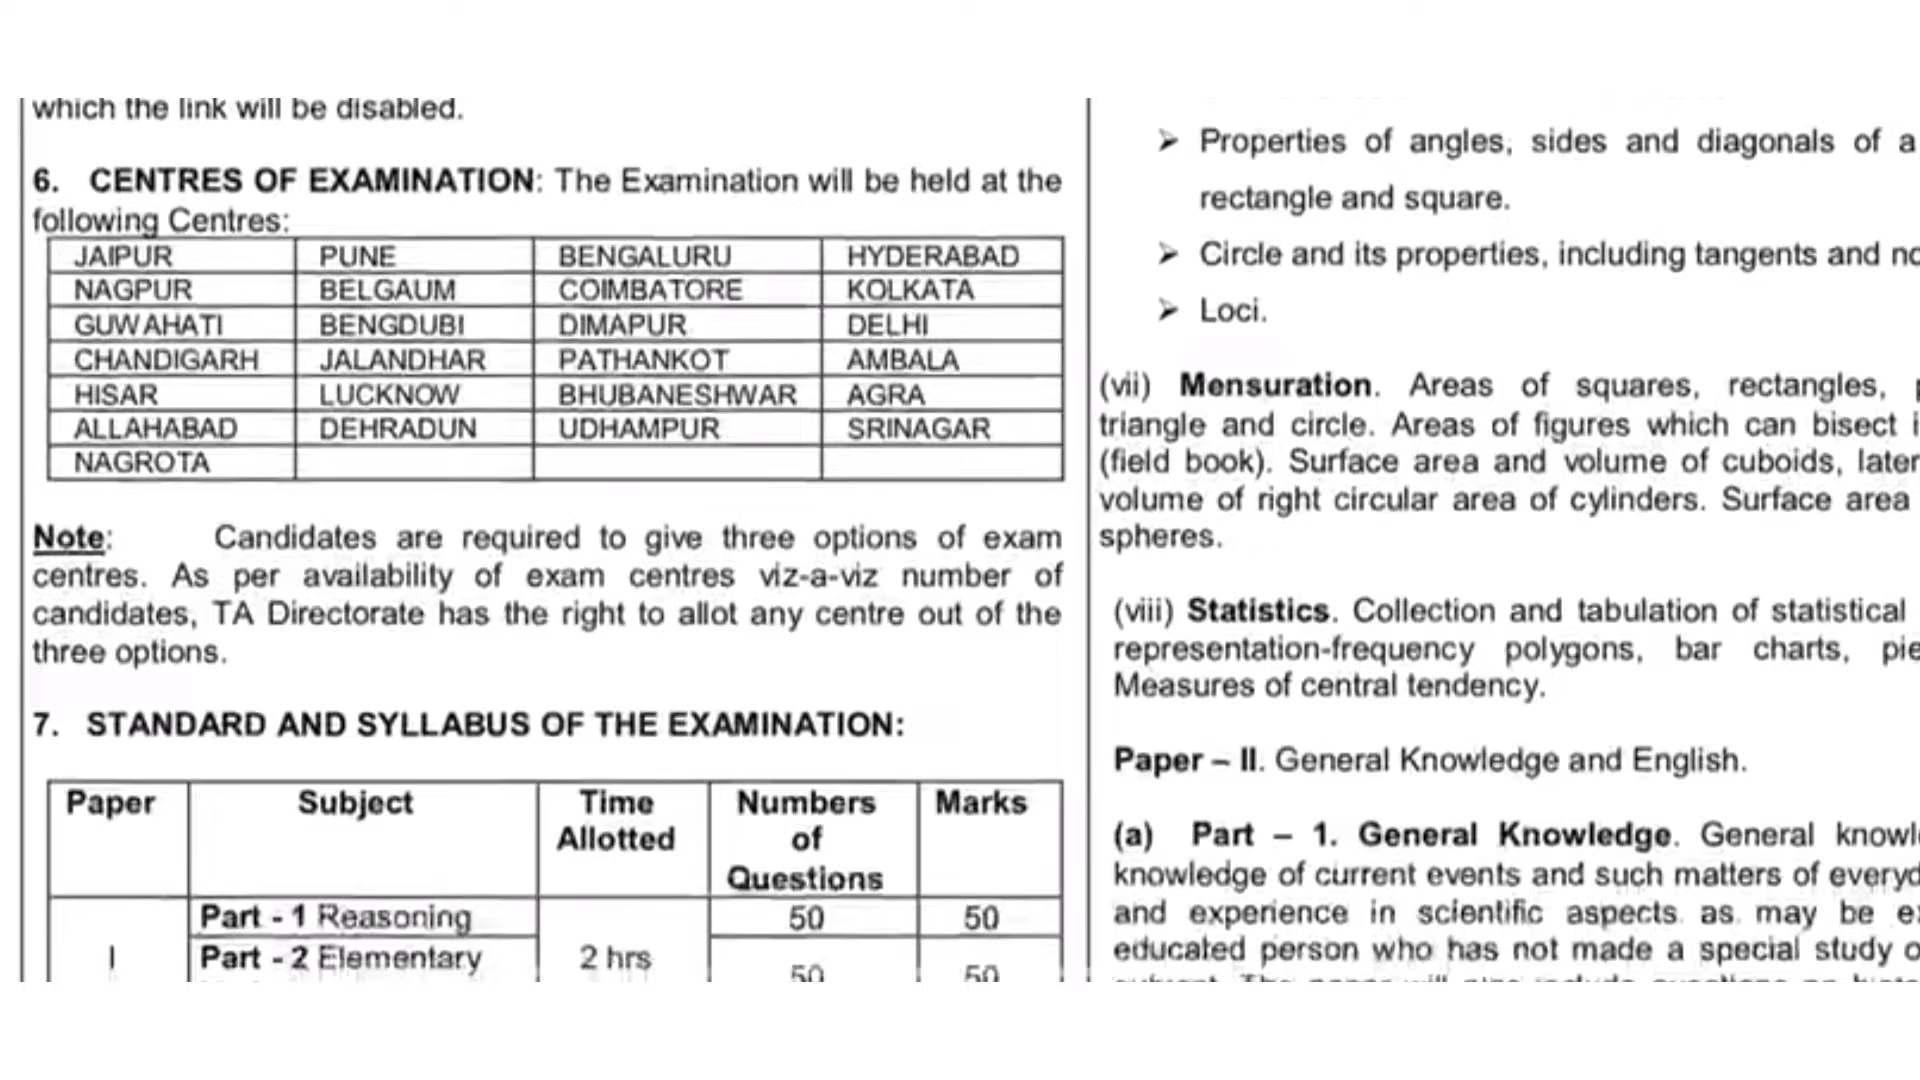 which the link will be disabled.
6. CENTRES OF EXAMINATION: The Examination will be held at the
following Centres:
JAIPUR PUNE BENGALURU HYDERABAD
NAGPUR BELGAUM COIMBATORE KOLKATA
GUWAHATI BENGDUBI DIMAPUR DELHI
CHANDIGARH JALANDHAR PATHANKOT AMBALA
HISAR LUCKNOW BHUBANESHWAR AGRA
ALLAHABAD DEHRADUN UDHAMPUR SRINAGAR
NAGROTA
Note: Candidates are required to give three options of exam
centres. As per availability of exam centres viz-a-viz number of
candidates, TA Directorate has the right to allot any centre out of the
three options.
7. STANDARD AND SYLLABUS OF THE EXAMINATION:
Paper Subject Time Allotted Numbers of Questions Marks
Part - 1 Reasoning 50 50
I Part - 2 Elementary 2 hrs 50 50
➢ Properties of angles, sides and diagonals of a
rectangle and square.
➢ Circle and its properties, including tangents and
➢ Loci.
(vii) Mensuration. Areas of squares, rectangles,
triangle and circle. Areas of figures which can bisect
(field book). Surface area and volume of cuboids,
volume of right circular area of cylinders. Surface area
spheres.
(viii) Statistics. Collection and tabulation of statistical
representation-frequency polygons, bar charts,
Measures of central tendency.
Paper – II. General Knowledge and English.
(a) Part – 1. General Knowledge. General
knowledge of current events and such matters of
and experience in scientific aspects as may be
educated person who has not made a special study